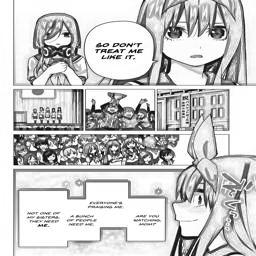 SO DON'T
TREAT ME
LIKE IT.
ARE YOU
WATCHING,
MOM?
EVERYONE'S
PRAISING ME.
A BUNCH OF
PEOPLE NEED ME.
NOT ONE OF
MY SISTERS,
THEY NEED
ME.